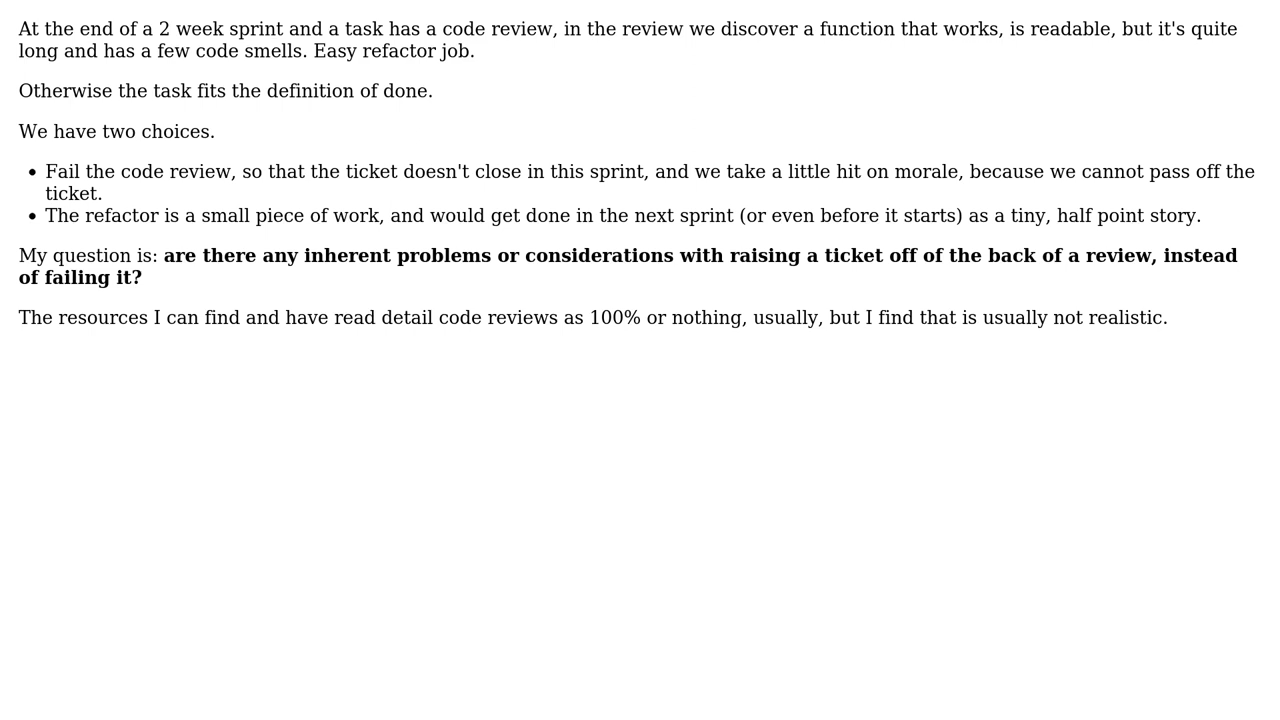 At the end of a 2 week sprint and a task has a code review, in the review we discover a function that works, is readable, but it's quite
long and has a few code smells. Easy refactor job.
Otherwise the task fits the definition of done.
We have two choices.
• Fail the code review, so that the ticket doesn't close in this sprint, and we take a little hit on morale, because we cannot pass off the
ticket.
• The refactor is a small piece of work, and would get done in the next sprint (or even before it starts) as a tiny, half point story.
My question is: are there any inherent problems or considerations with raising a ticket off of the back of a review, instead
of failing it?
The resources I can find and have read detail code reviews as 100% or nothing, usually, but I find that is usually not realistic.